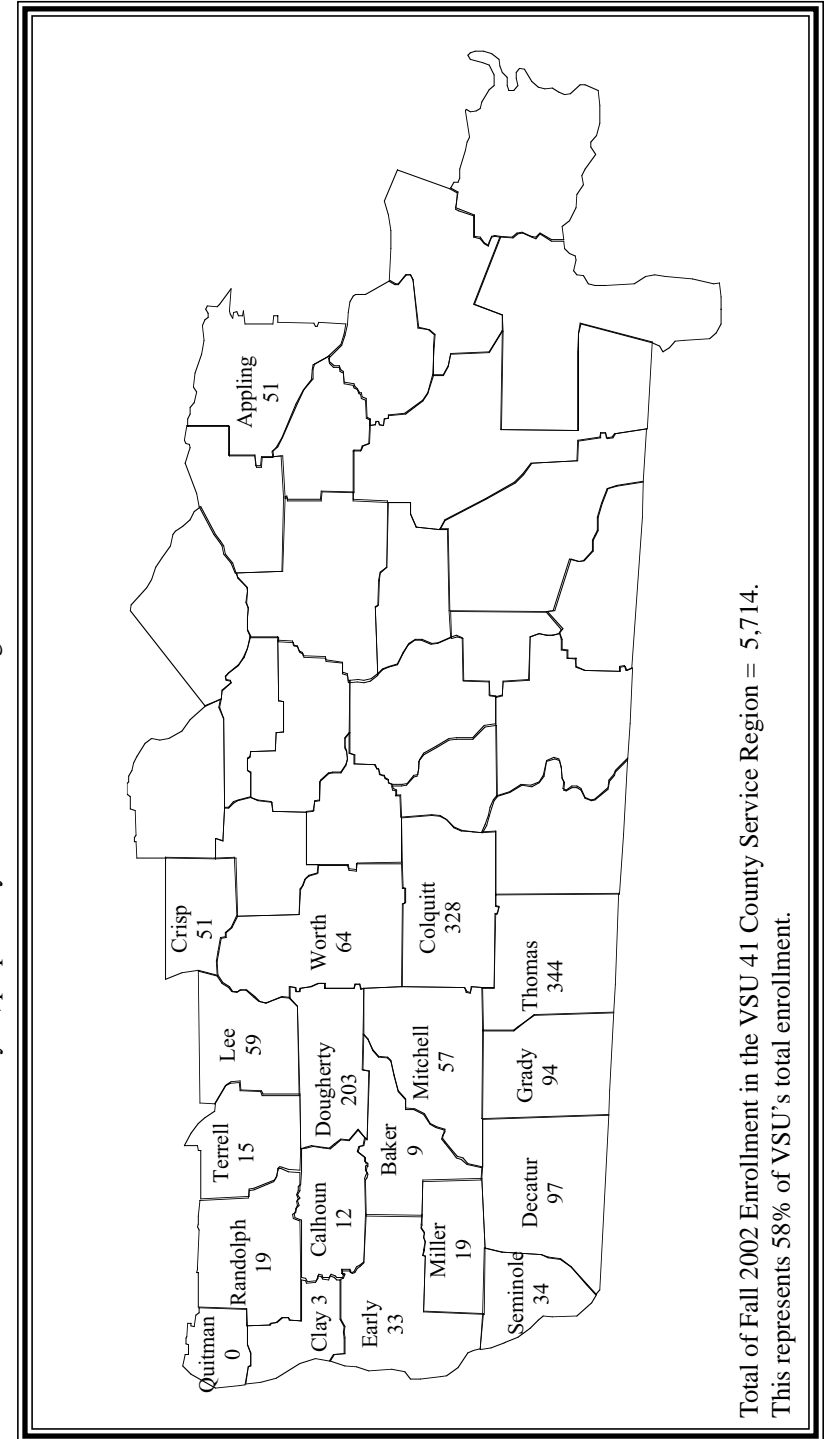 Appling
51
Crisp
51
Lee
59
Terrell
15
Randolph
19
Quitman
0
Worth
64
Dougherty
203
Calhoun
12
Clay 3
Colquitt
328
Mitchell
57
Baker
9
Early
33
Miller
19
Thomas
344
Grady
94
Decatur
97
Seminole
34
Total of Fall 2002 Enrollment in the VSU 41 County Service Region = 5,714.
This represents 58% of VSU's total enrollment.